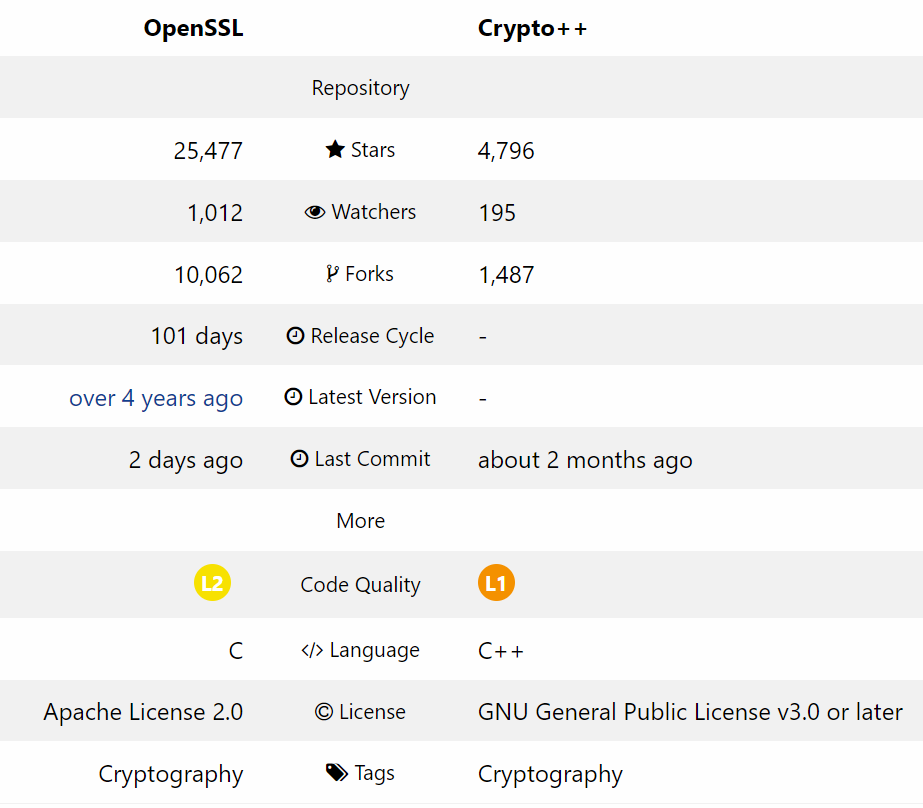 OpenSSL Crypto++
Repository
25,477 Stars 4,796
1,012 Watchers 195
10,062 Forks 1,487
101 days Release Cycle -
over 4 years ago Latest Version -
2 days ago Last Commit about 2 months ago
More
L2 Code Quality L1
C </> Language C++
Apache License 2.0 © License GNU General Public License v3.0 or later
Cryptography Tags Cryptography